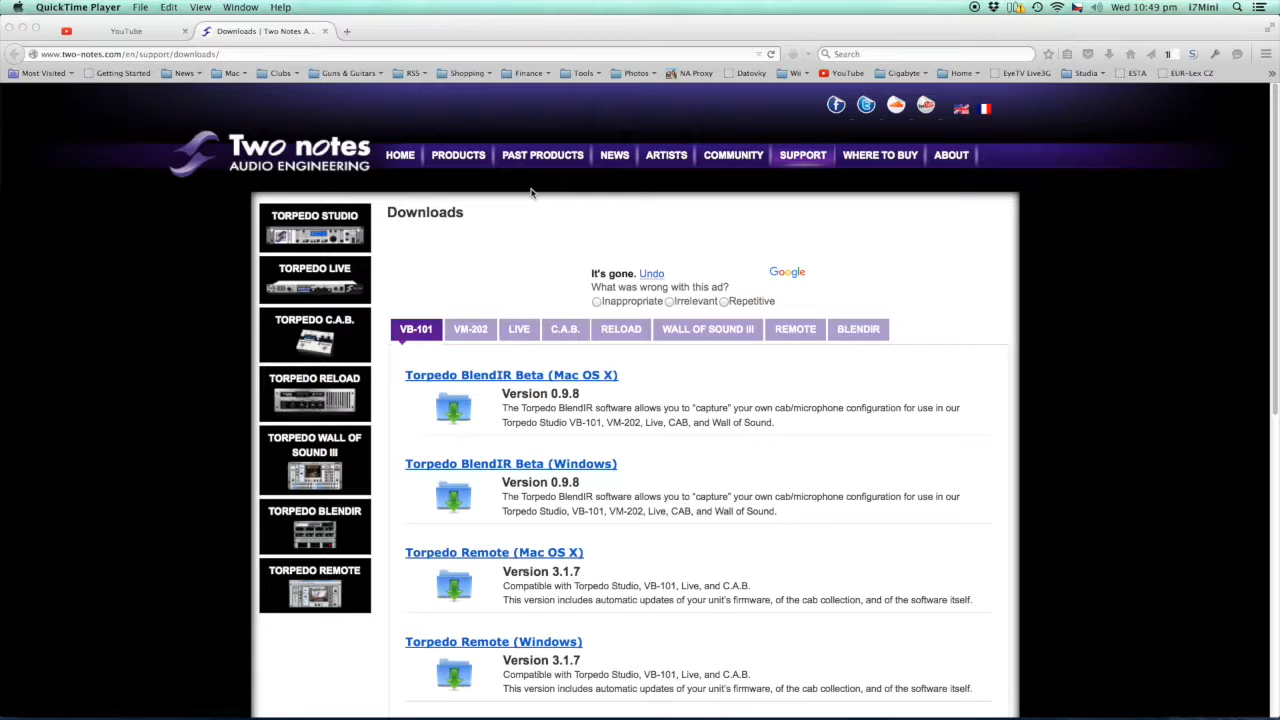 QuickTime Player File Edit View Window Help
Wed 10:49 pm i7Mini
YouTube
Downloads | Two Notes A...
www.two-notes.com/en/support/downloads/
Search
Most Visited Getting Started News Mac Clubs Guns & Guitars RSS Shopping Finance Tools Photos NA Proxy Datovky Wii YouTube Gigabyte Home EyeTV Live3G Studia ESTA EUR-Lex CZ
Two notes
AUDIO ENGINEERING
HOME PRODUCTS PAST PRODUCTS NEWS ARTISTS COMMUNITY SUPPORT WHERE TO BUY ABOUT
TORPEDO STUDIO
TORPEDO LIVE
TORPEDO C.A.B.
TORPEDO RELOAD
TORPEDO WALL OF
SOUND III
TORPEDO BLENDIR
TORPEDO REMOTE
Downloads
It's gone. Undo
Google
What was wrong with this ad?
Inappropriate Irrelevant Repetitive
VB-101 VM-202 LIVE C.A.B. RELOAD WALL OF SOUND III REMOTE BLENDIR
Torpedo BlendIR Beta (Mac OS X)
Version 0.9.8
The Torpedo BlendIR software allows you to "capture" your own cab/microphone configuration for use in our
Torpedo Studio VB-101, VM-202, Live, CAB, and Wall of Sound.
Torpedo BlendIR Beta (Windows)
Version 0.9.8
The Torpedo BlendIR software allows you to "capture" your own cab/microphone configuration for use in our
Torpedo Studio, VB-101, VM-202, Live, CAB, and Wall of Sound.
Torpedo Remote (Mac OS X)
Version 3.1.7
Compatible with Torpedo Studio, VB-101, Live, and C.A.B.
This version includes automatic updates of your unit's firmware, of the cab collection, and of the software itself.
Torpedo Remote (Windows)
Version 3.1.7
Compatible with Torpedo Studio, VB-101, Live, and C.A.B.
This version includes automatic updates of your unit's firmware, of the cab collection, and of the software itself.